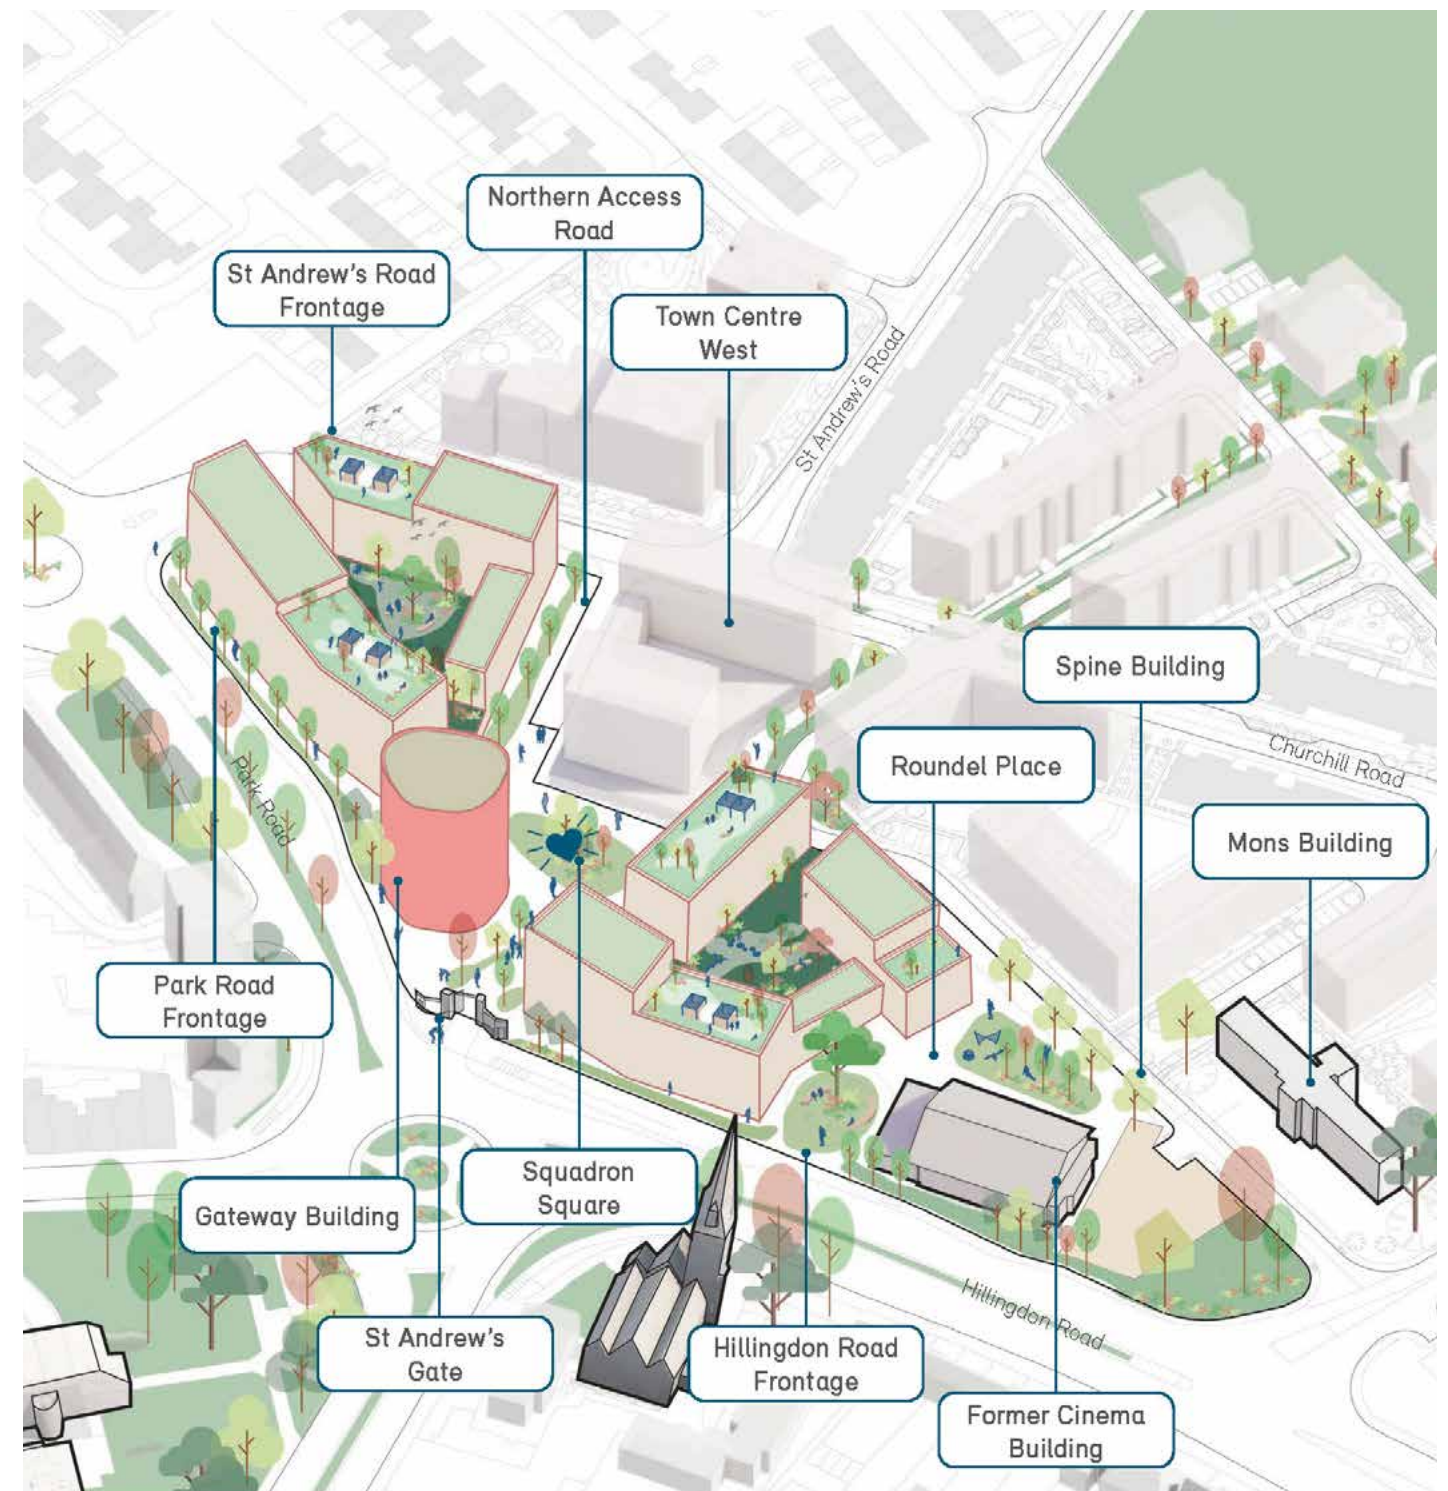 Northern Access
Road
St Andrew's Road
Frontage
Town Centre
West
St Andrew's Road
Spine Building
Churchill Road
Roundel Place
Park Road
Mons Building
Park Road
Frontage
Squadron
Square
Gateway Building
Hillingdon Road
St Andrew's
Gate
Hillingdon Road
Frontage
Former Cinema
Building